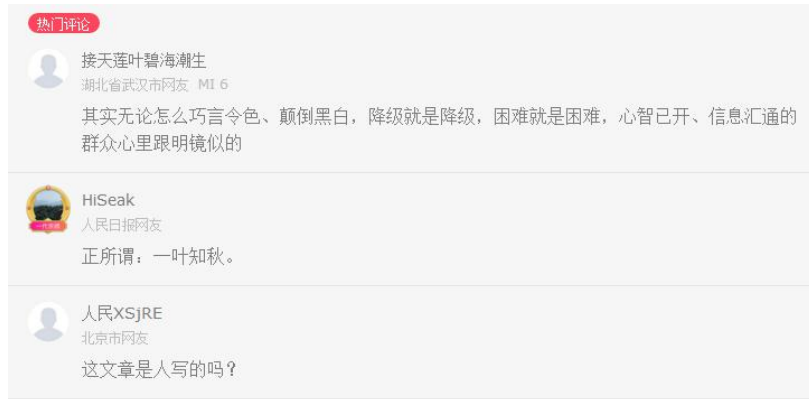 热门评论
接天莲叶碧海潮生
湖北省武汉市网友 MI 6
其实无论怎么巧言令色、颠倒黑白，降级就是降级，困难就是困难，心智已开、信息汇通的
群众心里跟明镜似的
HiSeak
人民日报网友
正所谓：一叶知秋。
人民XSjRE
北京市网友
这文章是人写的吗？